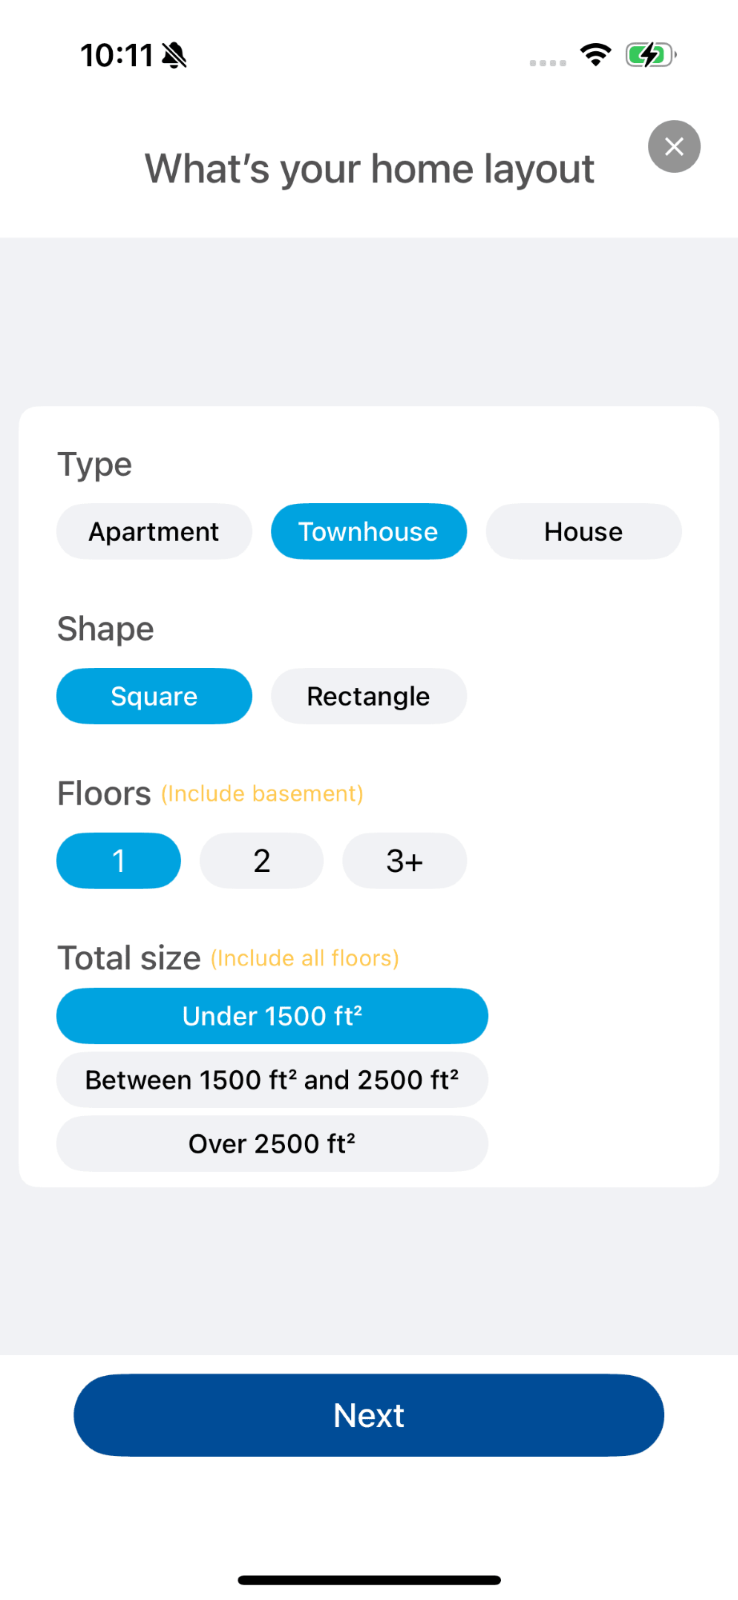 10:11
What's your home layout
Type
Apartment Townhouse House
Shape
Square Rectangle
Floors (Include basement)
1 2 3+
Total size (Include all floors)
Under 1500 ft²
Between 1500 ft² and 2500 ft²
Over 2500 ft²
Next